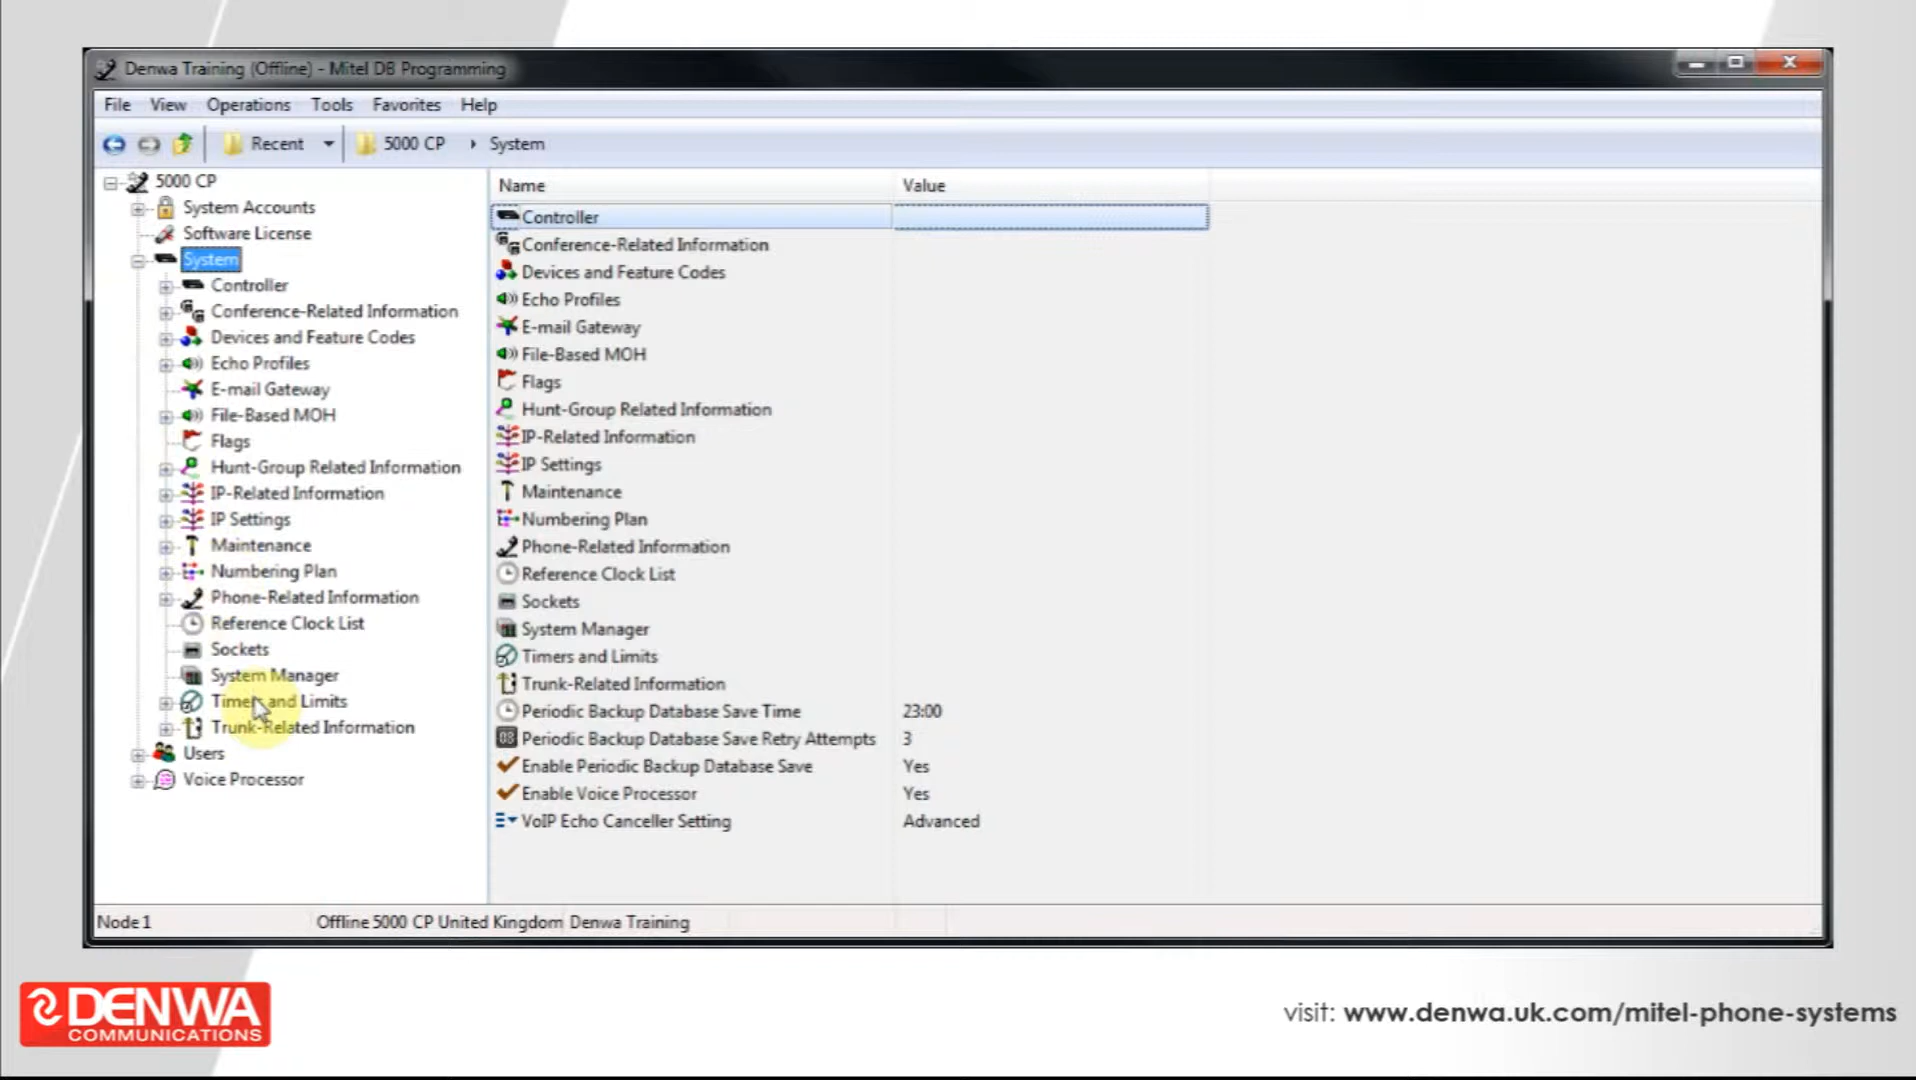 Denwa Training (Offline) - Mitel DB Programming
File View Operations Tools Favorites Help
Recent 5000 CP System
5000 CP
System Accounts
Software License
System
Controller
Conference-Related Information
Devices and Feature Codes
Echo Profiles
E-mail Gateway
File-Based MOH
Flags
Hunt-Group Related Information
IP-Related Information
IP Settings
Maintenance
Numbering Plan
Phone-Related Information
Reference Clock List
Sockets
System Manager
Timers and Limits
Trunk-Related Information
Users
Voice Processor
Name Value
Controller
Conference-Related Information
Devices and Feature Codes
Echo Profiles
E-mail Gateway
File-Based MOH
Flags
Hunt-Group Related Information
IP-Related Information
IP Settings
Maintenance
Numbering Plan
Phone-Related Information
Reference Clock List
Sockets
System Manager
Timers and Limits
Trunk-Related Information
Periodic Backup Database Save Time 23:00
Periodic Backup Database Save Retry Attempts 3
Enable Periodic Backup Database Save Yes
Enable Voice Processor Yes
VoIP Echo Canceller Setting Advanced
Node 1 Offline 5000 CP United Kingdom Denwa Training
DENWA
COMMUNICATIONS
visit: www.denwa.uk.com/mitel-phone-systems